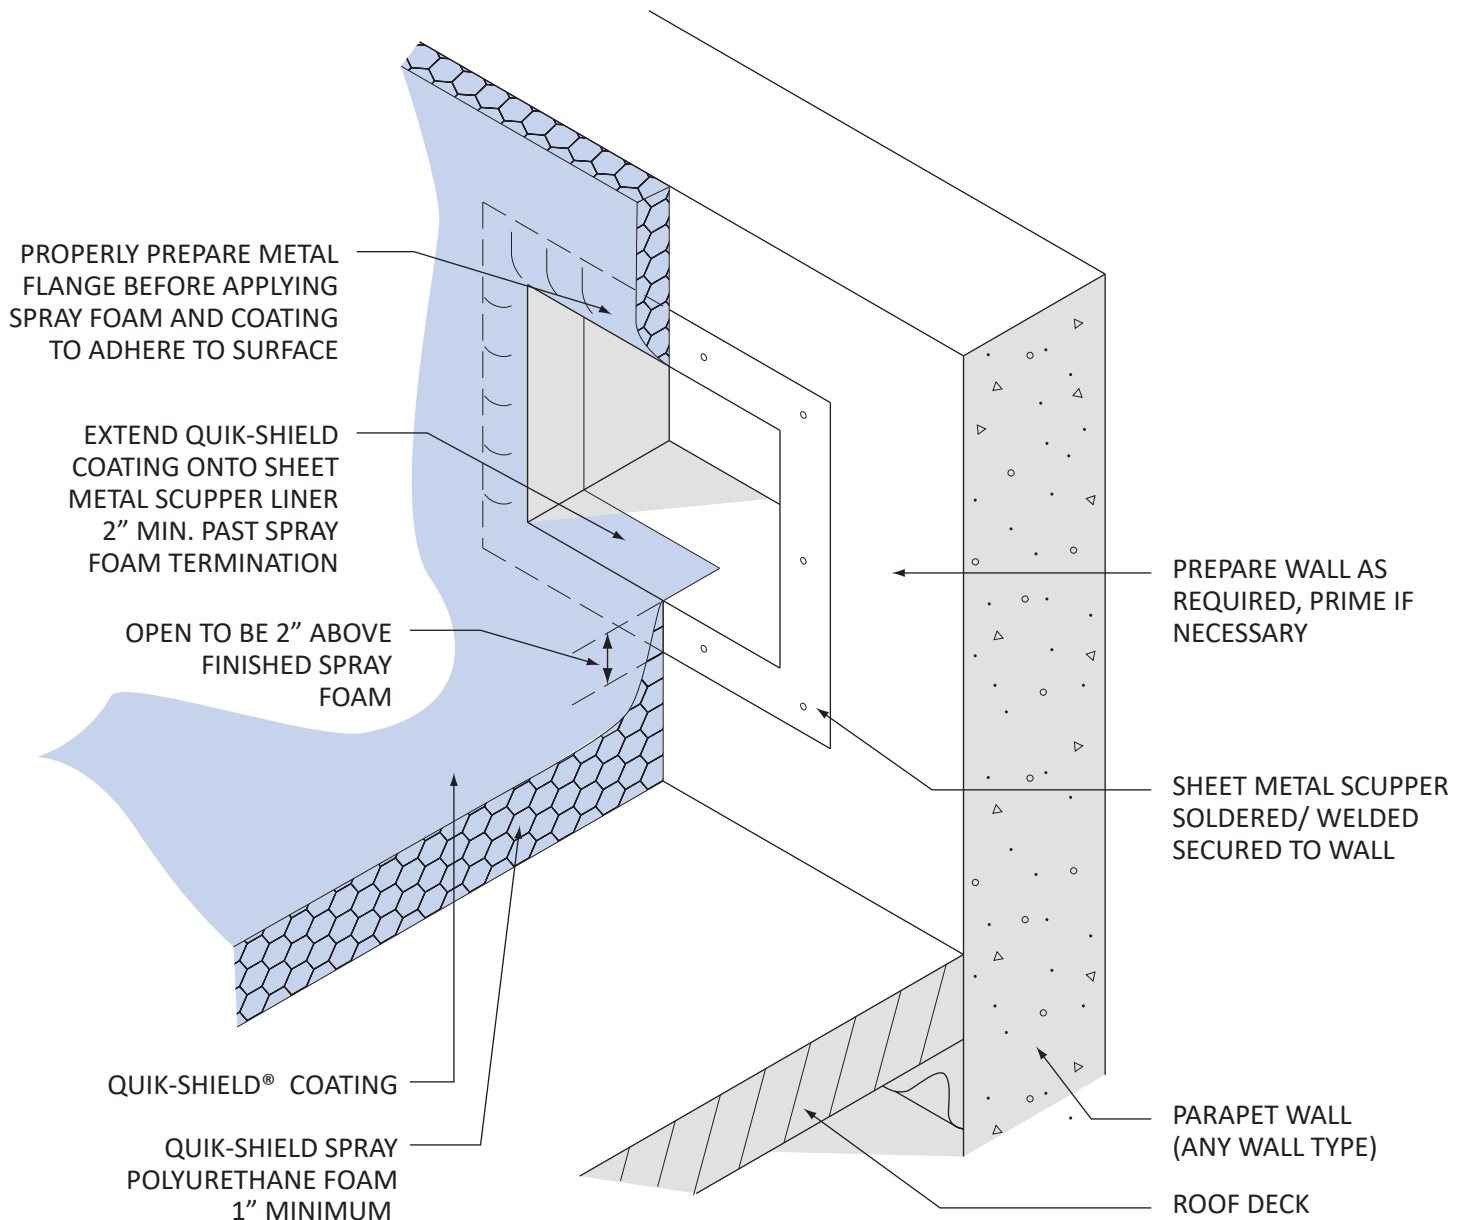 PROPERLY PREPARE METAL
FLANGE BEFORE APPLYING
SPRAY FOAM AND COATING
TO ADHERE TO SURFACE
EXTEND QUIK-SHIELD
COATING ONTO SHEET
METAL SCUPPER LINER
2” MIN. PAST SPRAY
FOAM TERMINATION
OPEN TO BE 2” ABOVE
FINISHED SPRAY
FOAM
QUIK-SHIELD® COATING
QUIK-SHIELD SPRAY
POLYURETHANE FOAM
1” MINIMUM
PREPARE WALL AS
REQUIRED, PRIME IF
NECESSARY
SHEET METAL SCUPPER
SOLDERED/ WELDED
SECURED TO WALL
PARAPET WALL
(ANY WALL TYPE)
ROOF DECK